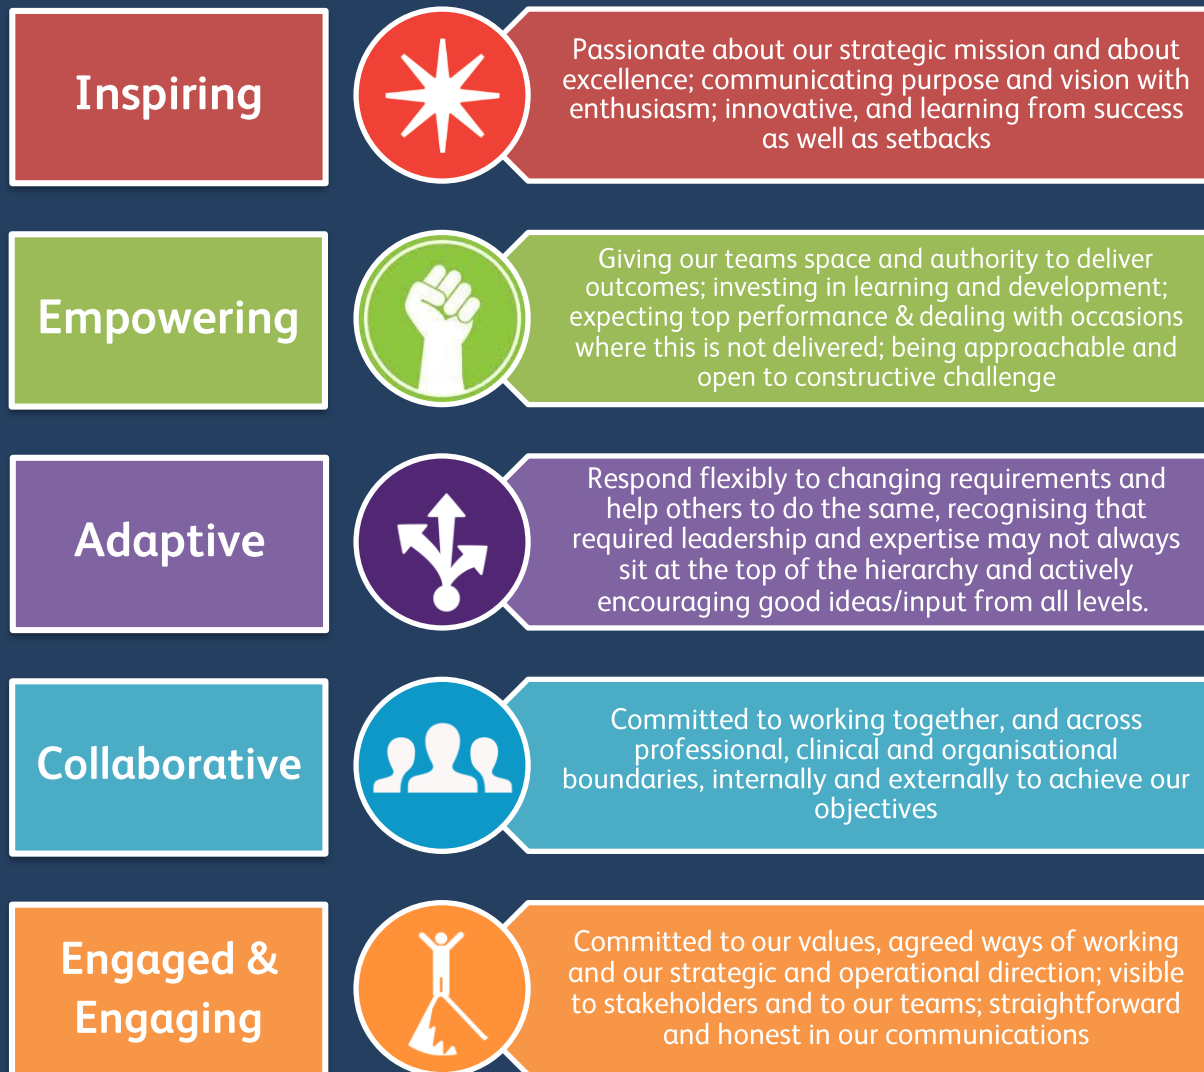 Inspiring
Passionate about our strategic mission and about
excellence; communicating purpose and vision with
enthusiasm; innovative, and learning from success
as well as setbacks
Empowering
Giving our teams space and authority to deliver
outcomes; investing in learning and development;
expecting top performance & dealing with occasions
where this is not delivered; being approachable and
open to constructive challenge
Adaptive
Respond flexibly to changing requirements and
help others to do the same, recognising that
required leadership and expertise may not always
sit at the top of the hierarchy and actively
encouraging good ideas/input from all levels.
Collaborative
Committed to working together, and across
professional, clinical and organisational
boundaries, internally and externally to achieve our
objectives
Engaged &
Engaging
Committed to our values, agreed ways of working
and our strategic and operational direction; visible
to stakeholders and to our teams; straightforward
and honest in our communications